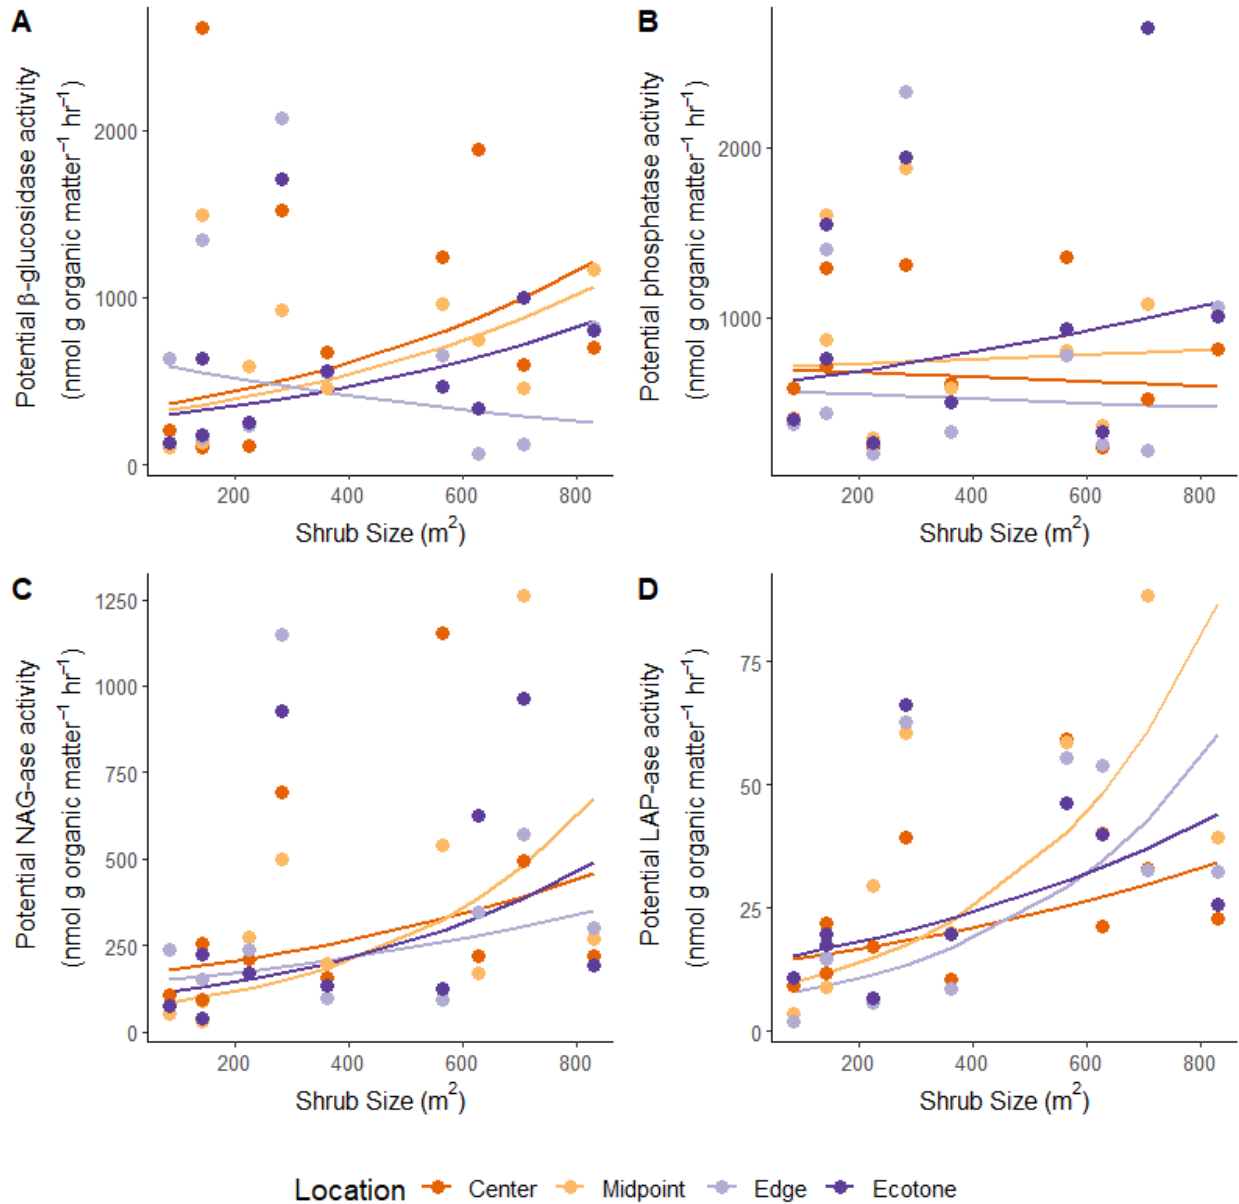 A
Potential β-glucosidase activity
(nmol g organic matter⁻¹ hr⁻¹)
2000
1000
0
200 400 600 800
Shrub Size (m²)
B
Potential phosphatase activity
(nmol g organic matter⁻¹ hr⁻¹)
2000
1000
200 400 600 800
Shrub Size (m²)
C
Potential NAG-ase activity
(nmol g organic matter⁻¹ hr⁻¹)
1250
1000
750
500
250
0
200 400 600 800
Shrub Size (m²)
D
Potential LAP-ase activity
(nmol g organic matter⁻¹ hr⁻¹)
75
50
25
0
200 400 600 800
Shrub Size (m²)
Location Center Midpoint Edge Ecotone